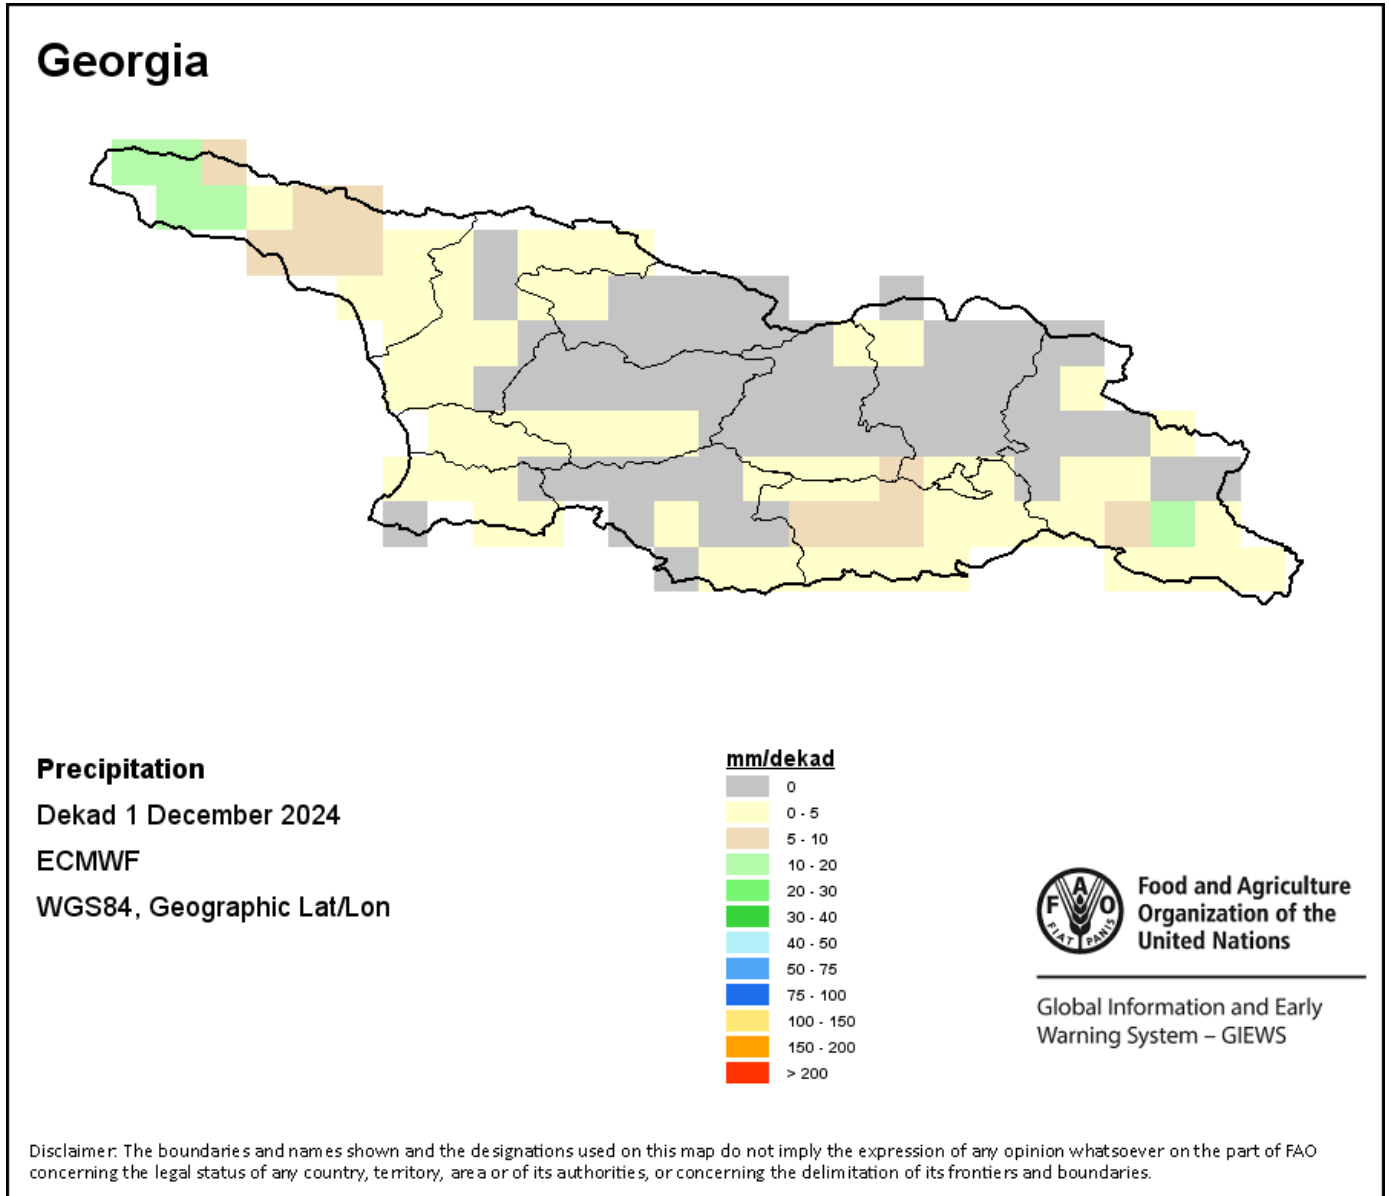 Georgia
Precipitation
Dekad 1 December 2024
ECMWF
WGS84, Geographic Lat/Lon
mm/dekad
0
0 - 5
5 - 10
10 - 20
20 - 30
30 - 40
40 - 50
50 - 75
75 - 100
100 - 150
150 - 200
> 200
F A O
FIAT PANIS
Food and Agriculture
Organization of the
United Nations
Global Information and Early
Warning System – GIEWS
Disclaimer: The boundaries and names shown and the designations used on this map do not imply the expression of any opinion whatsoever on the part of FAO
concerning the legal status of any country, territory, area or of its authorities, or concerning the delimitation of its frontiers and boundaries.